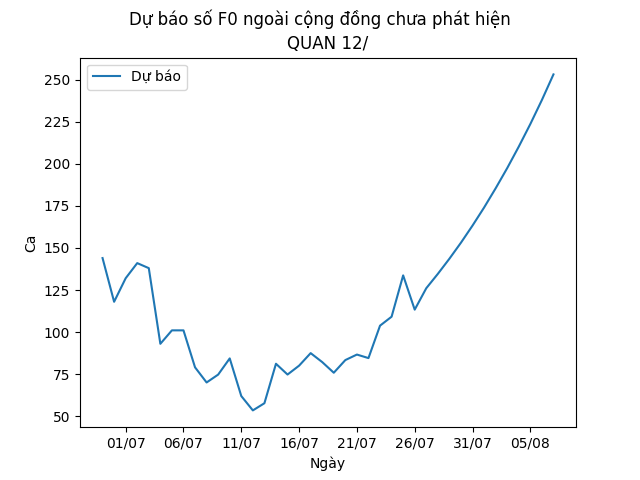 Dự báo số F0 ngoài cộng đồng chưa phát hiện
QUAN 12/
Dự báo
250
225
200
175
150
125
100
75
50
Ca
01/07 06/07 11/07 16/07 21/07 26/07 31/07 05/08
Ngày